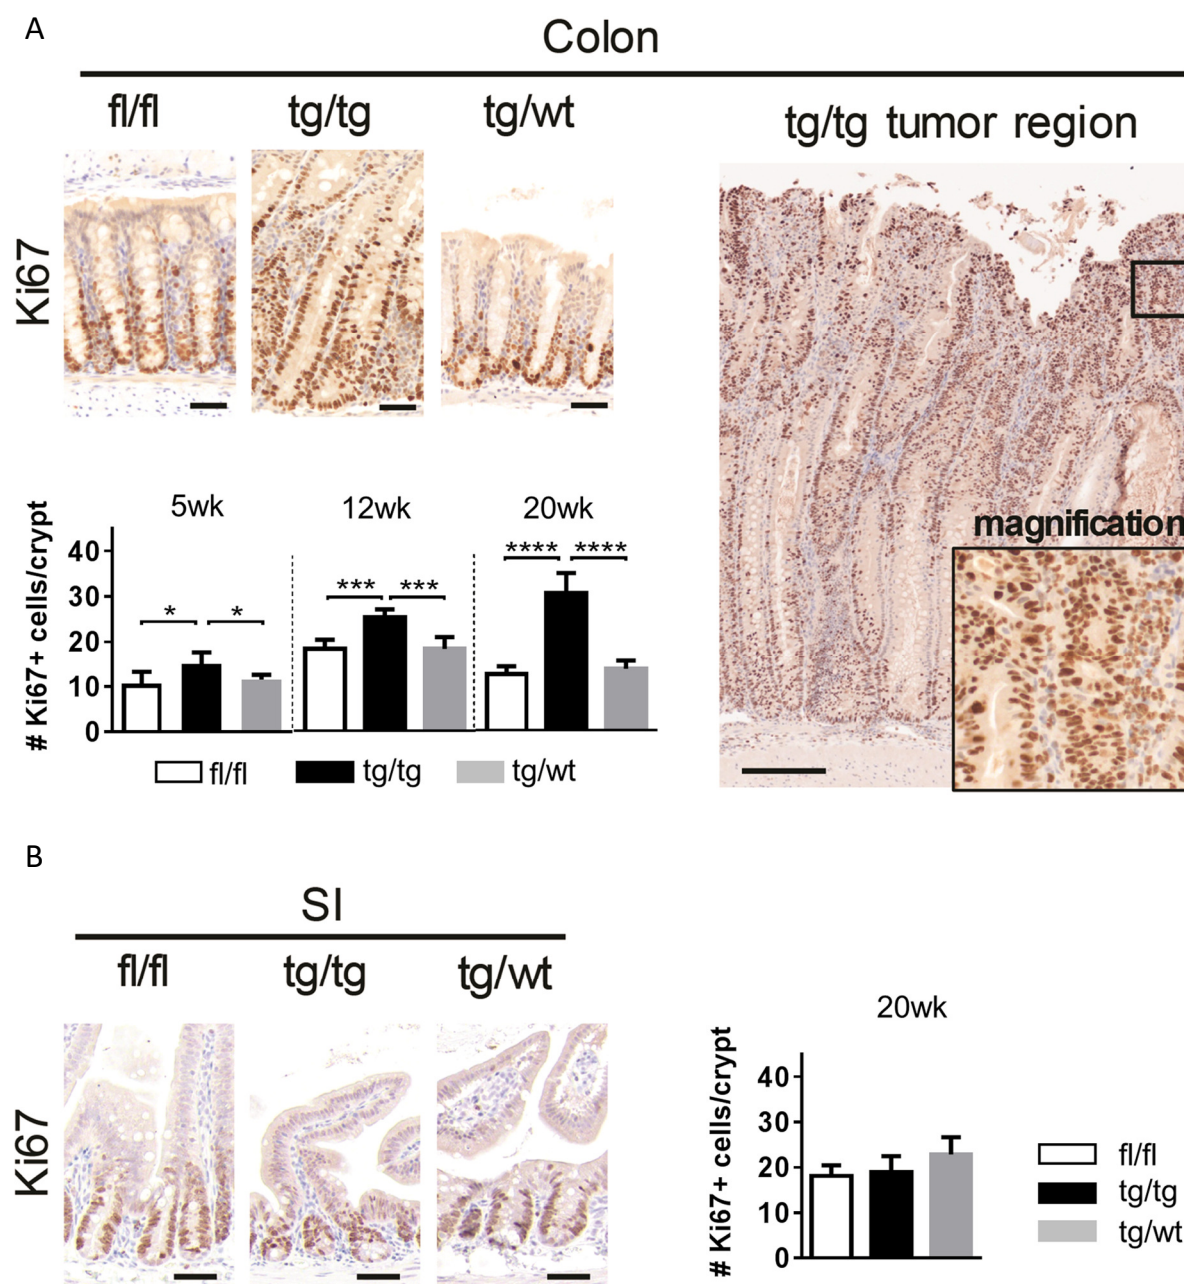 A
Colon
fl/fl tg/tg tg/wt
tg/tg tumor region
Ki67
magnification
5wk 12wk 20wk
# Ki67+ cells/crypt
40
30
20
10
0
* *
*** ***
**** ****
fl/fl tg/tg tg/wt
B
SI
fl/fl tg/tg tg/wt
Ki67
20wk
# Ki67+ cells/crypt
40
30
20
10
0
fl/fl
tg/tg
tg/wt